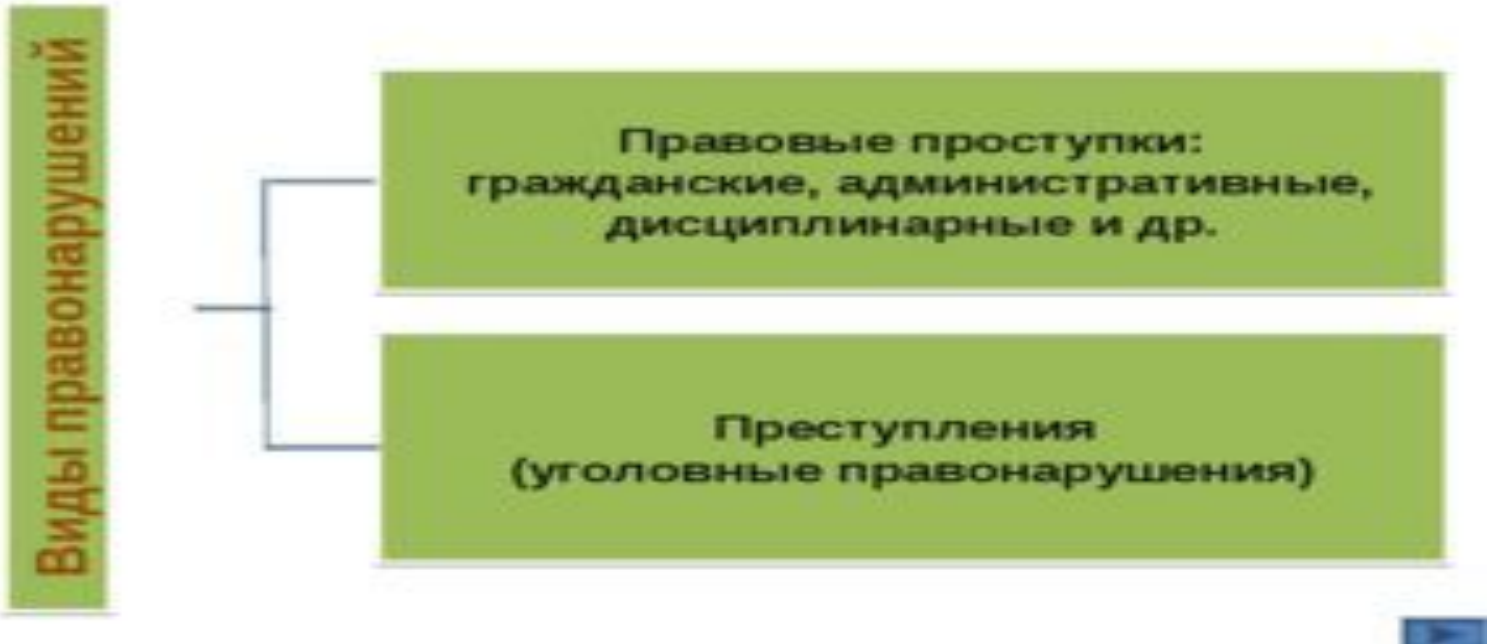 Виды правонарушений
Правовые проступки:
гражданские, административные,
дисциплинарные и др.
Преступления
(уголовные правонарушения)